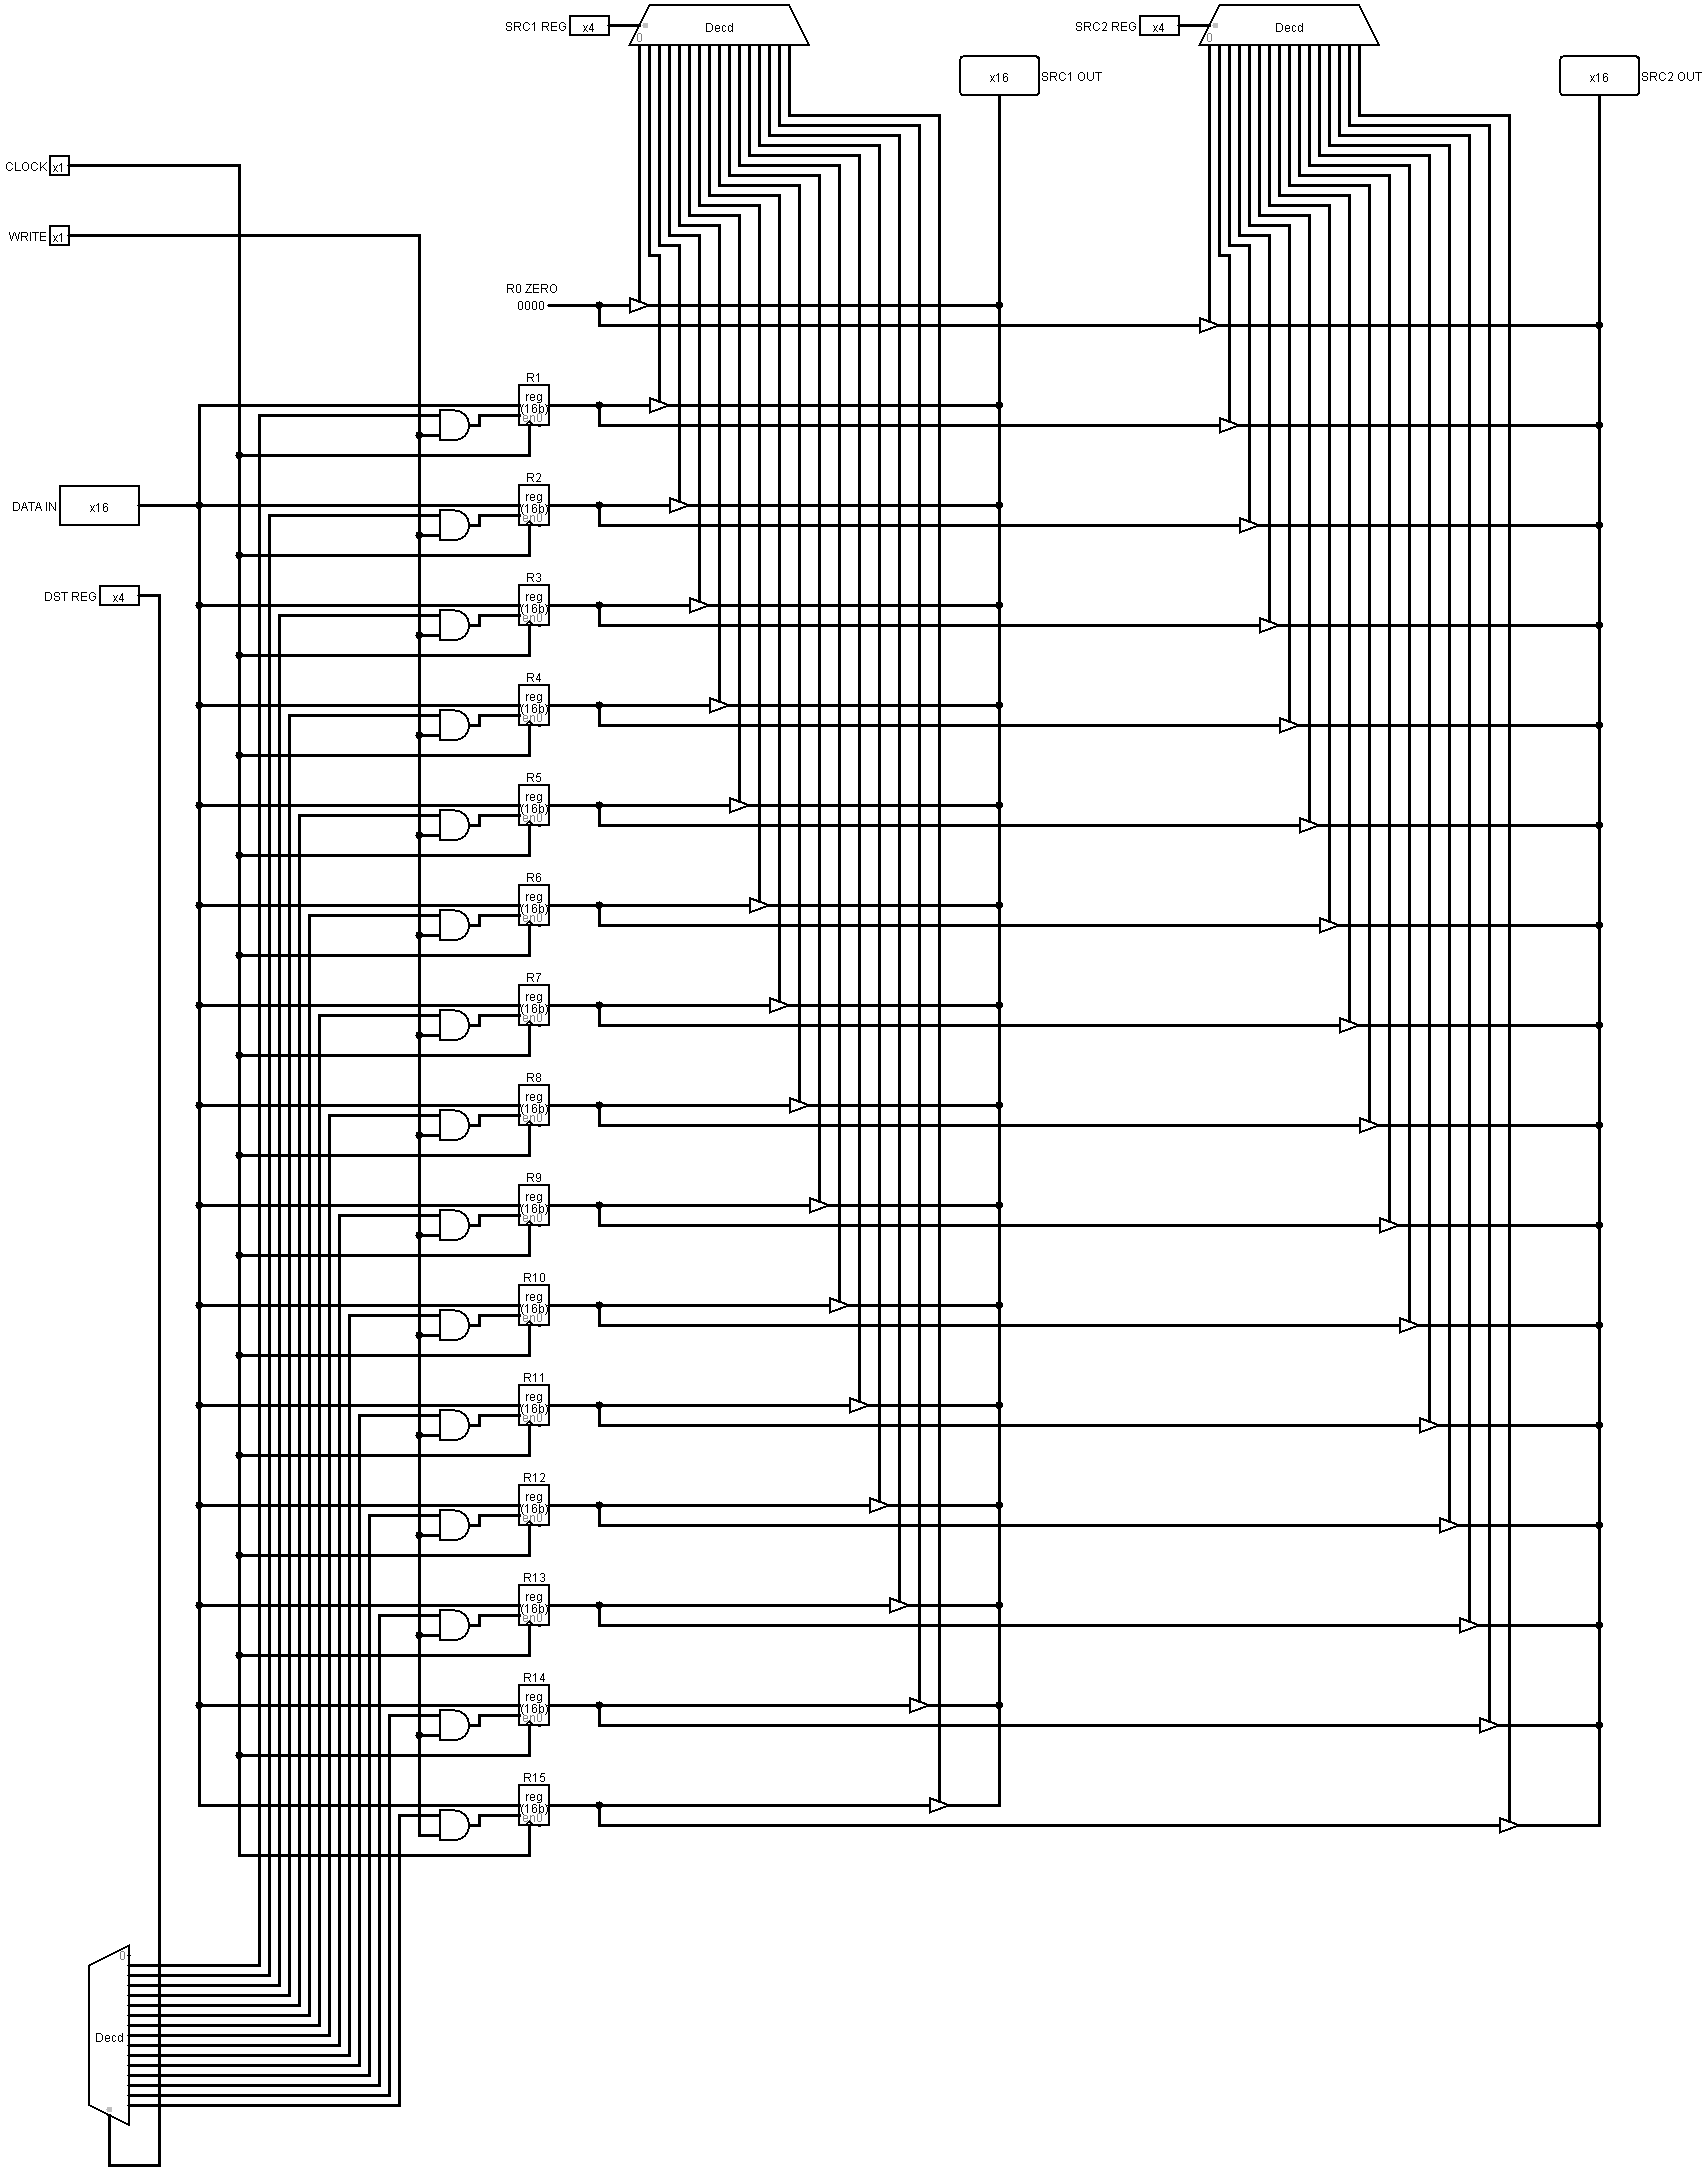 SRC1 REG x4
0
Decd
SRC2 REG x4
0
Decd
x16 SRC1 OUT
x16 SRC2 OUT
CLOCK x1
WRITE x1
R0 ZERO
0000
R1
reg
(16b)
en0
R2
reg
(16b)
en0
DATA IN x16
R3
reg
(16b)
en0
DST REG x4
R4
reg
(16b)
en0
R5
reg
(16b)
en0
R6
reg
(16b)
en0
R7
reg
(16b)
en0
R8
reg
(16b)
en0
R9
reg
(16b)
en0
R10
reg
(16b)
en0
R11
reg
(16b)
en0
R12
reg
(16b)
en0
R13
reg
(16b)
en0
R14
reg
(16b)
en0
R15
reg
(16b)
en0
0
Decd